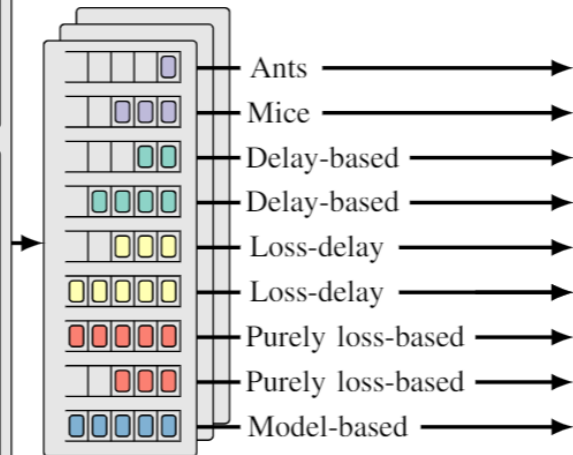 Ants
Mice
Delay-based
Delay-based
Loss-delay
Loss-delay
Purely loss-based
Purely loss-based
Model-based